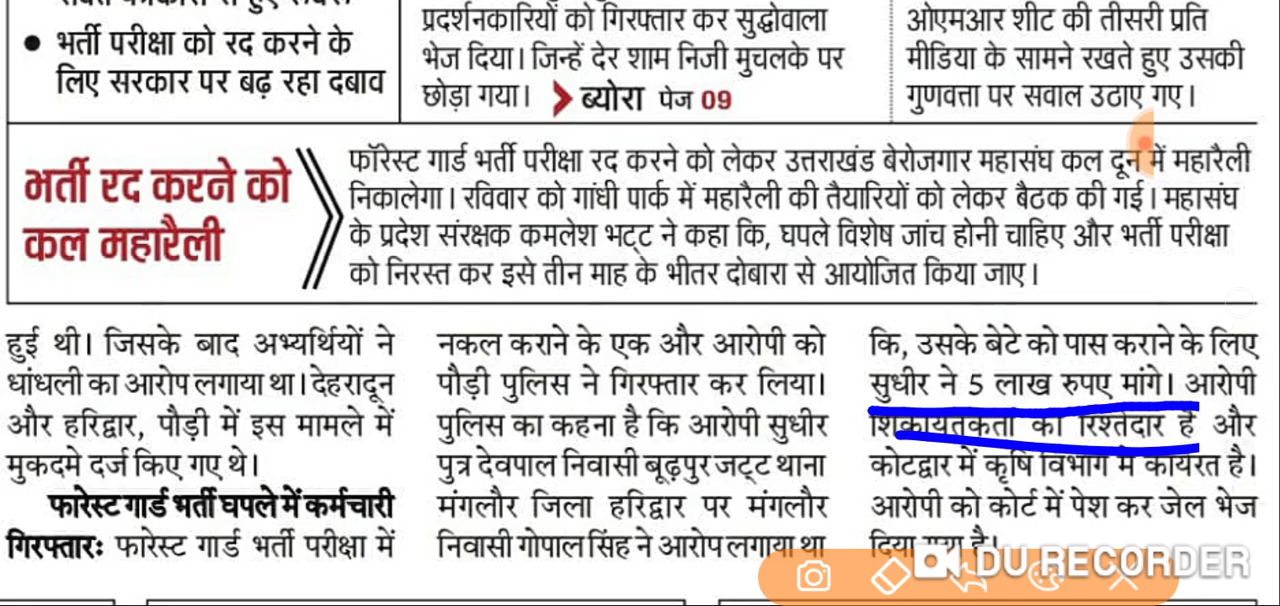 भर्ती परीक्षा को रद करने के
लिए सरकार पर बढ़ रहा दबाव
प्रदर्शनकारियों को गिरफ्तार कर सुद्धोवाला
भेज दिया। जिन्हें देर शाम निजी मुचलके पर
छोड़ा गया। ब्योरा पेज 09
ओएमआर शीट की तीसरी प्रति
मीडिया के सामने रखते हुए उसकी
गुणवत्ता पर सवाल उठाए गए।
भर्ती रद करने को
कल महारैली
फॉरेस्ट गार्ड भर्ती परीक्षा रद करने को लेकर उत्तराखंड बेरोजगार महासंघ कल दून में महारैली
निकालेगा। रविवार को गांधी पार्क में महारैली की तैयारियों को लेकर बैठक की गई। महासंघ
के प्रदेश संरक्षक कमलेश भट्ट ने कहा कि, घपले विशेष जांच होनी चाहिए और भर्ती परीक्षा
को निरस्त कर इसे तीन माह के भीतर दोबारा से आयोजित किया जाए।
हुई थी। जिसके बाद अभ्यर्थियों ने
धांधली का आरोप लगाया था। देहरादून
और हरिद्वार, पौड़ी में इस मामले में
मुकदमे दर्ज किए गए थे।
फारेस्ट गार्ड भर्ती घपले में कर्मचारी
गिरफ्तारः फारेस्ट गार्ड भर्ती परीक्षा में
नकल कराने के एक और आरोपी को
पौड़ी पुलिस ने गिरफ्तार कर लिया।
पुलिस का कहना है कि आरोपी सुधीर
पुत्र देवपाल निवासी बूढ़पुर जट्ट थाना
मंगलौर जिला हरिद्वार पर मंगलौर
निवासी गोपाल सिंह ने आरोप लगाया था
कि, उसके बेटे को पास कराने के लिए
सुधीर ने 5 लाख रुपए मांगे। आरोपी
शिकायतकर्ता का रिश्तेदार है और
कोटद्वार में कृषि विभाग में कार्यरत है।
आरोपी को कोर्ट में पेश कर जेल भेज
दिया गया है।
DU RECORDER